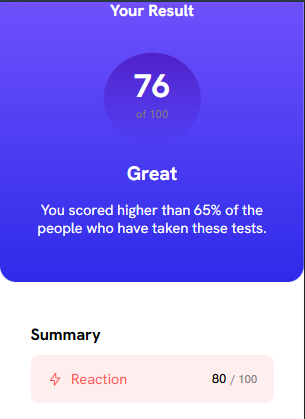 Your Result
76
of 100
Great
You scored higher than 65% of the
people who have taken these tests.
Summary
Reaction 80 / 100